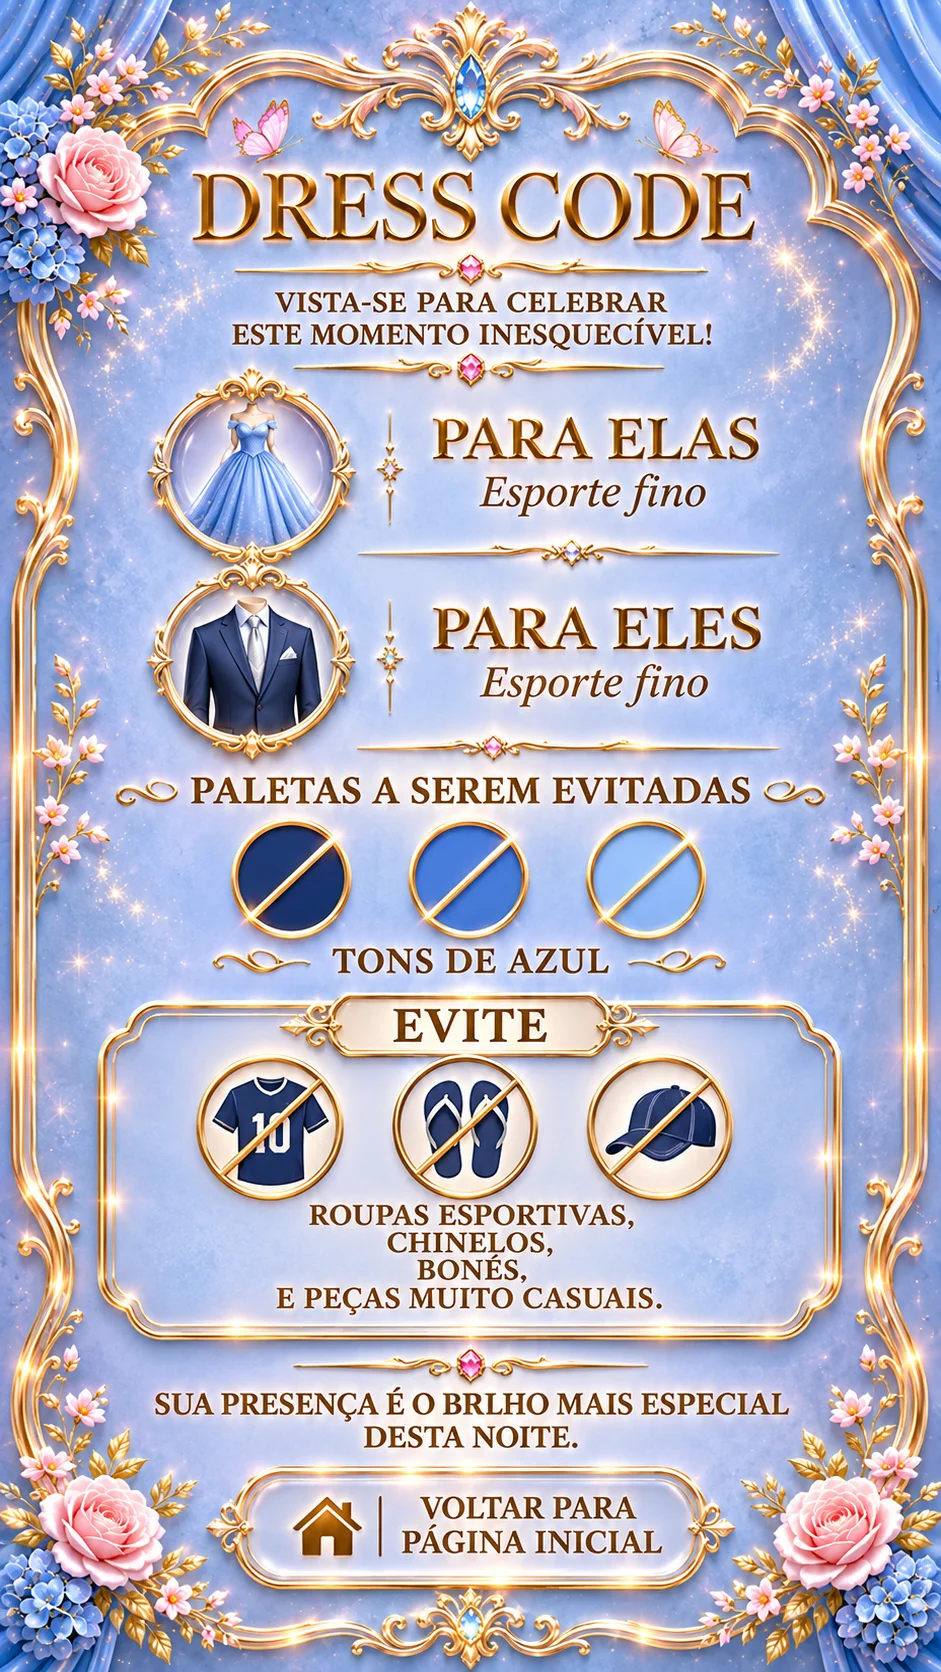 DRESS CODE
VISTA-SE PARA CELEBRAR
ESTE MOMENTO INESQUECÍVEL!
PARA ELAS
Esporte fino
PARA ELES
Esporte fino
PALETAS A SEREM EVITADAS
TONS DE AZUL
EVITE
10
ROUPAS ESPORTIVAS,
CHINELOS,
BONÉS,
E PEÇAS MUITO CASUAIS.
SUA PRESENÇA É O BRLHO MAIS ESPECIAL
DESTA NOITE.
VOLTAR PARA
PÁGINA INICIAL